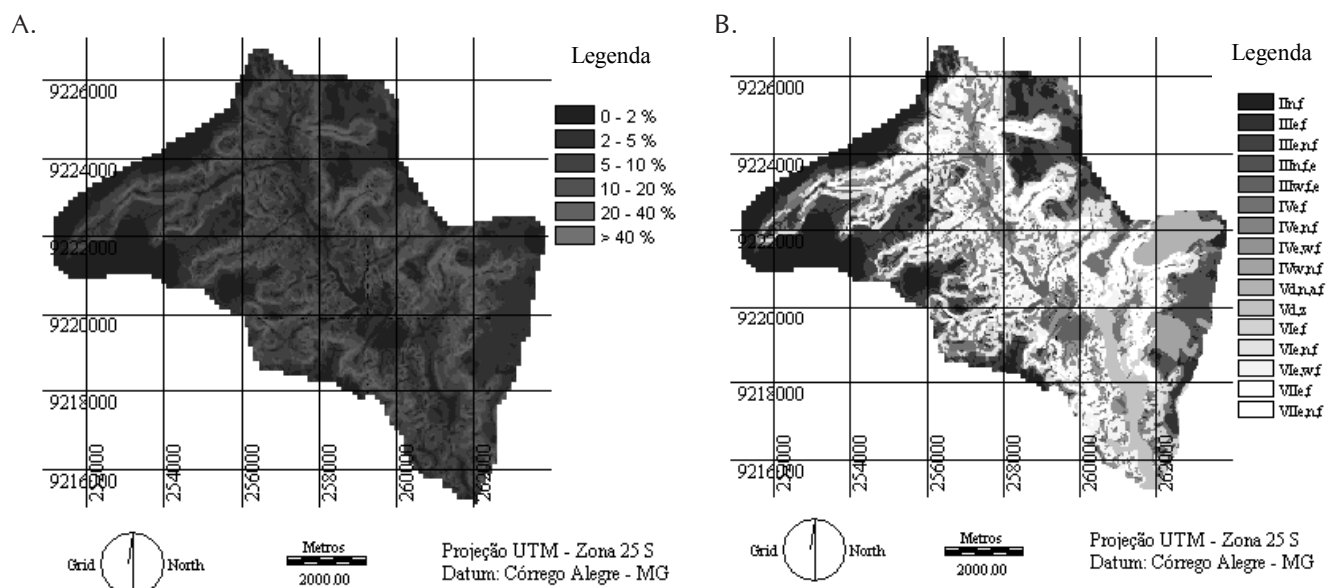 A.
Legenda
0 - 2 %
2 - 5 %
5 - 10 %
10 - 20 %
20 - 40 %
> 40 %
9226000
9224000
9222000
9220000
9218000
9216000
254000
256000
258000
260000
262000
Grid
North
Metros
2000.00
Projeção UTM - Zona 25 S
Datum: Córrego Alegre - MG
B.
Legenda
IIn,f
IIIe,f
IIIe,n,f
IIIn,f,e
IIIw,f,e
IVe,f
IVe,n,f
IVe,w,f
IVw,n,f
Vd,n,a,f
Vd,z
VIe,f
VIe,n,f
VIe,w,f
VIIe,f
VIIe,n,f
9226000
9224000
9222000
9220000
9218000
9216000
254000
256000
258000
260000
262000
Grid
North
Metros
2000.00
Projeção UTM - Zona 25 S
Datum: Córrego Alegre - MG